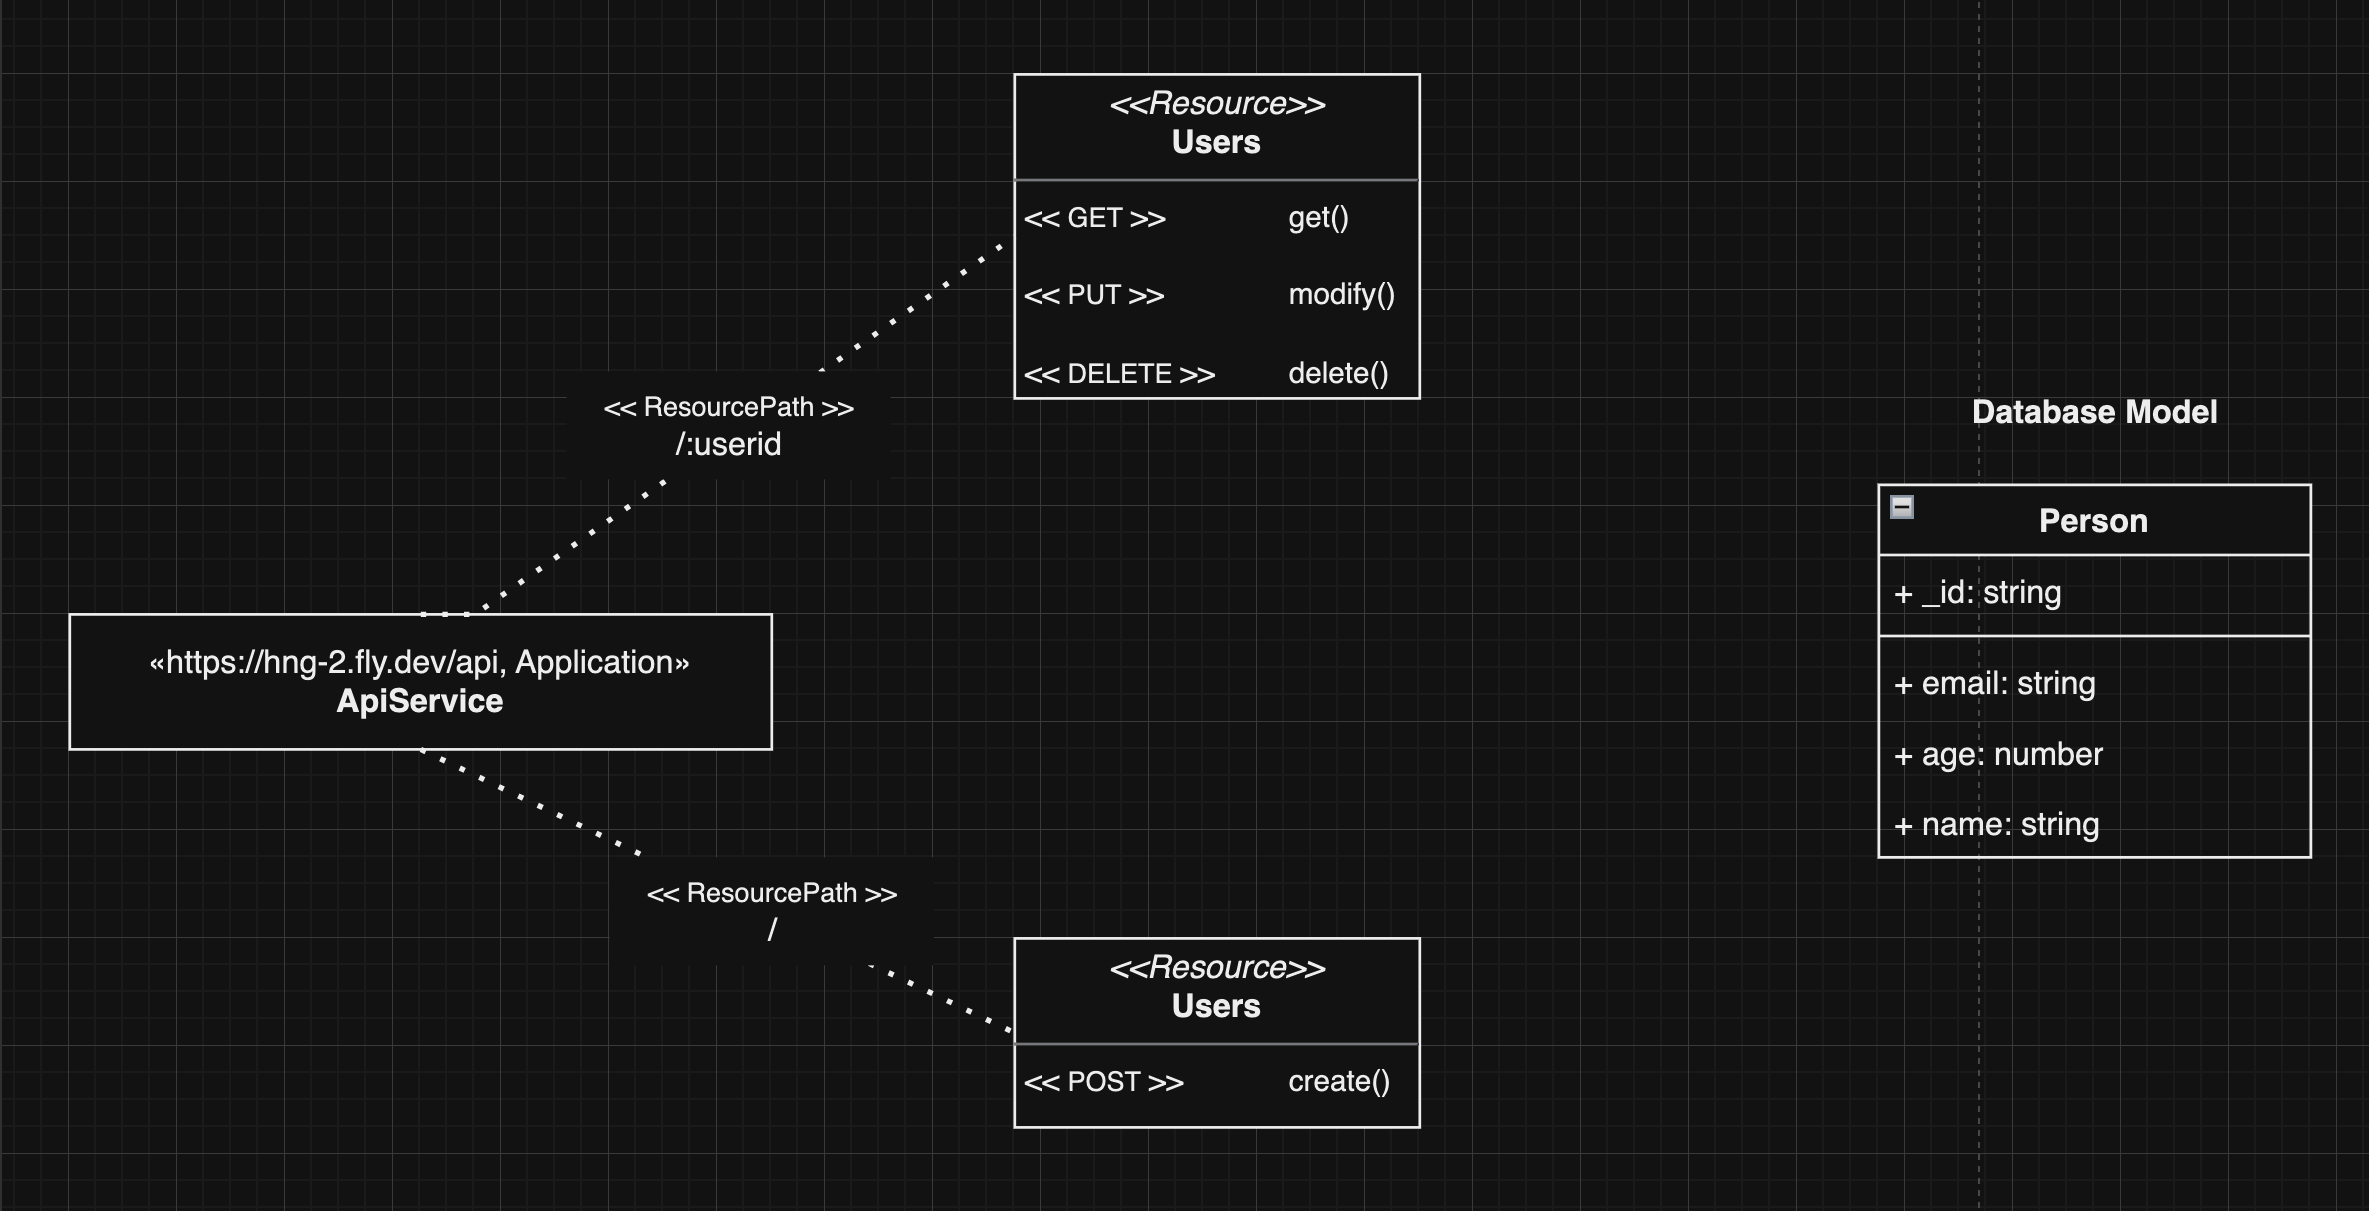 <<Resource>>
Users
<< GET >> get()
<< PUT >> modify()
<< DELETE >> delete()
<< ResourcePath >>
/:userid
«https://hng-2.fly.dev/api, Application»
ApiService
<< ResourcePath >>
/
<<Resource>>
Users
<< POST >> create()
Database Model
Person
+ _id: string
+ email: string
+ age: number
+ name: string